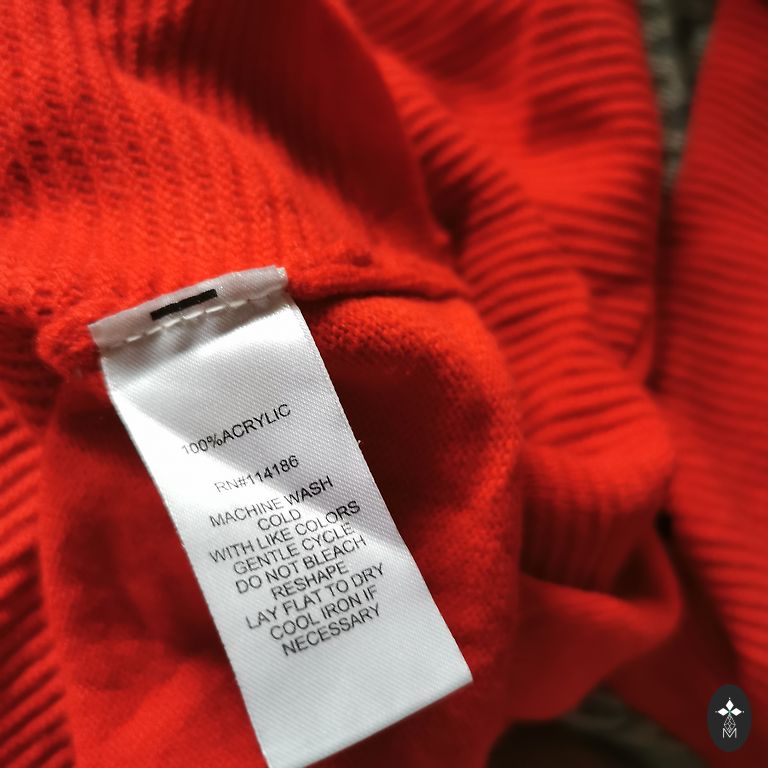 100%ACRYLIC
RN#114186
MACHINE WASH
COLD
WITH LIKE COLORS
GENTLE CYCLE
DO NOT BLEACH
RESHAPE
LAY FLAT TO DRY
COOL IRON IF
NECESSARY
M